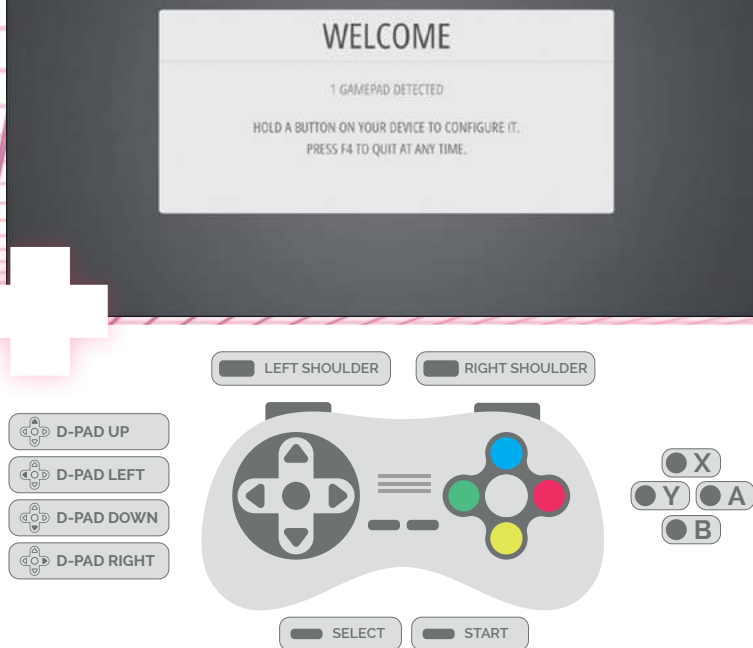 WELCOME
1 GAMEPAD DETECTED
HOLD A BUTTON ON YOUR DEVICE TO CONFIGURE IT.
PRESS F4 TO QUIT AT ANY TIME.
LEFT SHOULDER
RIGHT SHOULDER
D-PAD UP
D-PAD LEFT
D-PAD DOWN
D-PAD RIGHT
X
Y
A
B
SELECT
START